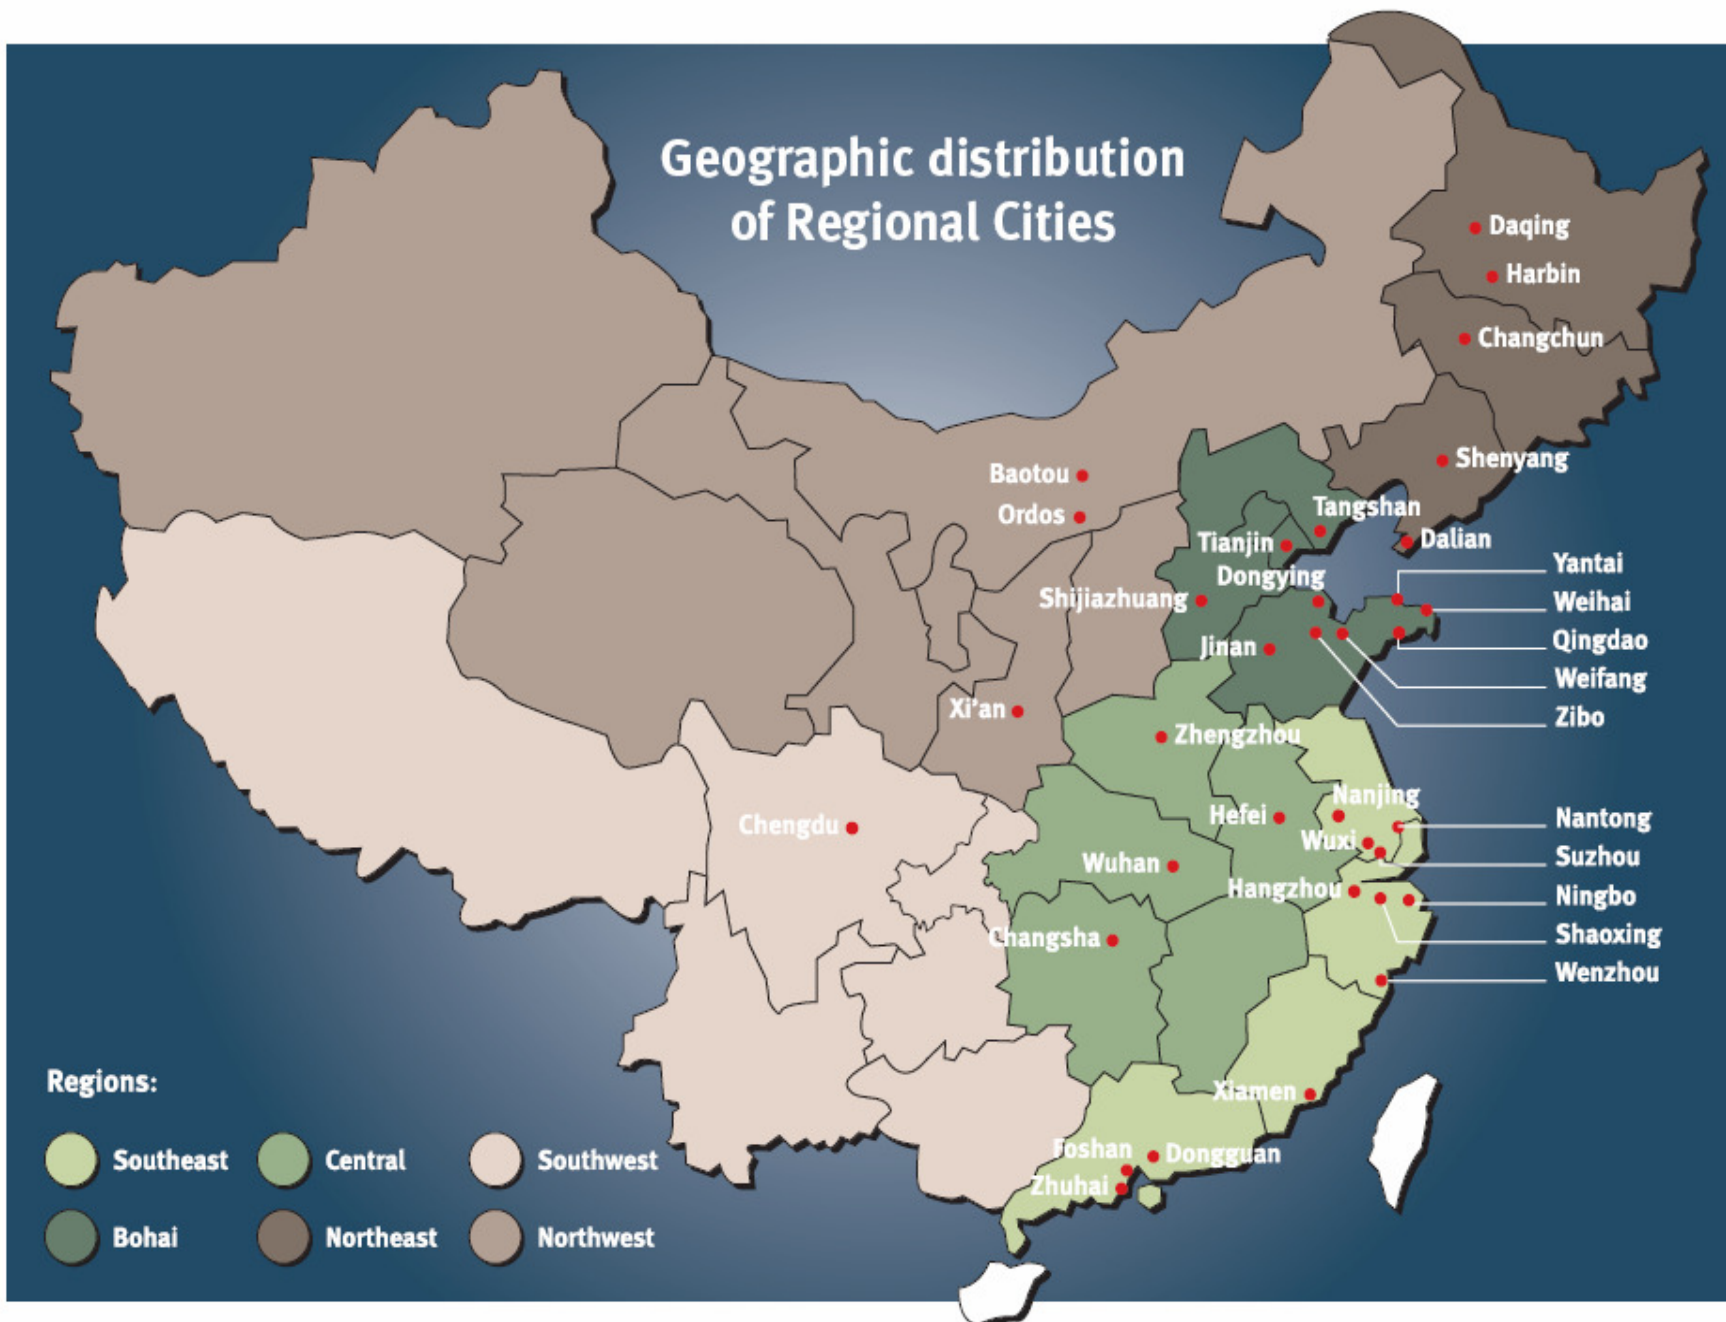 Geographic distribution
of Regional Cities
Daqing
Harbin
Changchun
Shenyang
Baotou
Ordos
Tangshan
Tianjin
Dalian
Dongying
Yantai
Shijiazhuang
Weihai
Jinan
Qingdao
Weifang
Xi'an
Zibo
Zhengzhou
Nanjing
Hefei
Nantong
Chengdu
Wuxi
Suzhou
Wuhan
Hangzhou
Ningbo
Changsha
Shaoxing
Wenzhou
Xiamen
Foshan
Dongguan
Zhuhai
Regions:
Southeast
Central
Southwest
Bohai
Northeast
Northwest